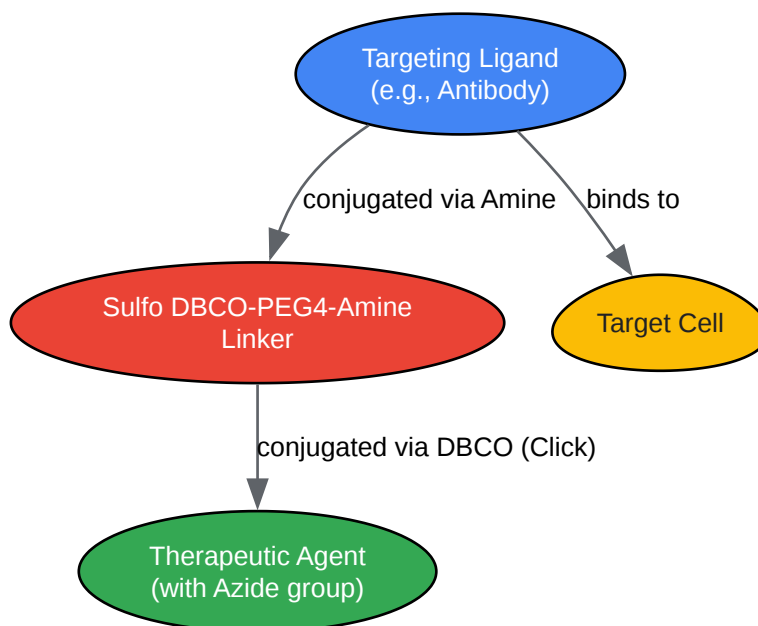 Targeting Ligand
(e.g., Antibody)
conjugated via Amine
binds to
Sulfo DBCO-PEG4-Amine
Linker
Target Cell
conjugated via DBCO (Click)
Therapeutic Agent
(with Azide group)